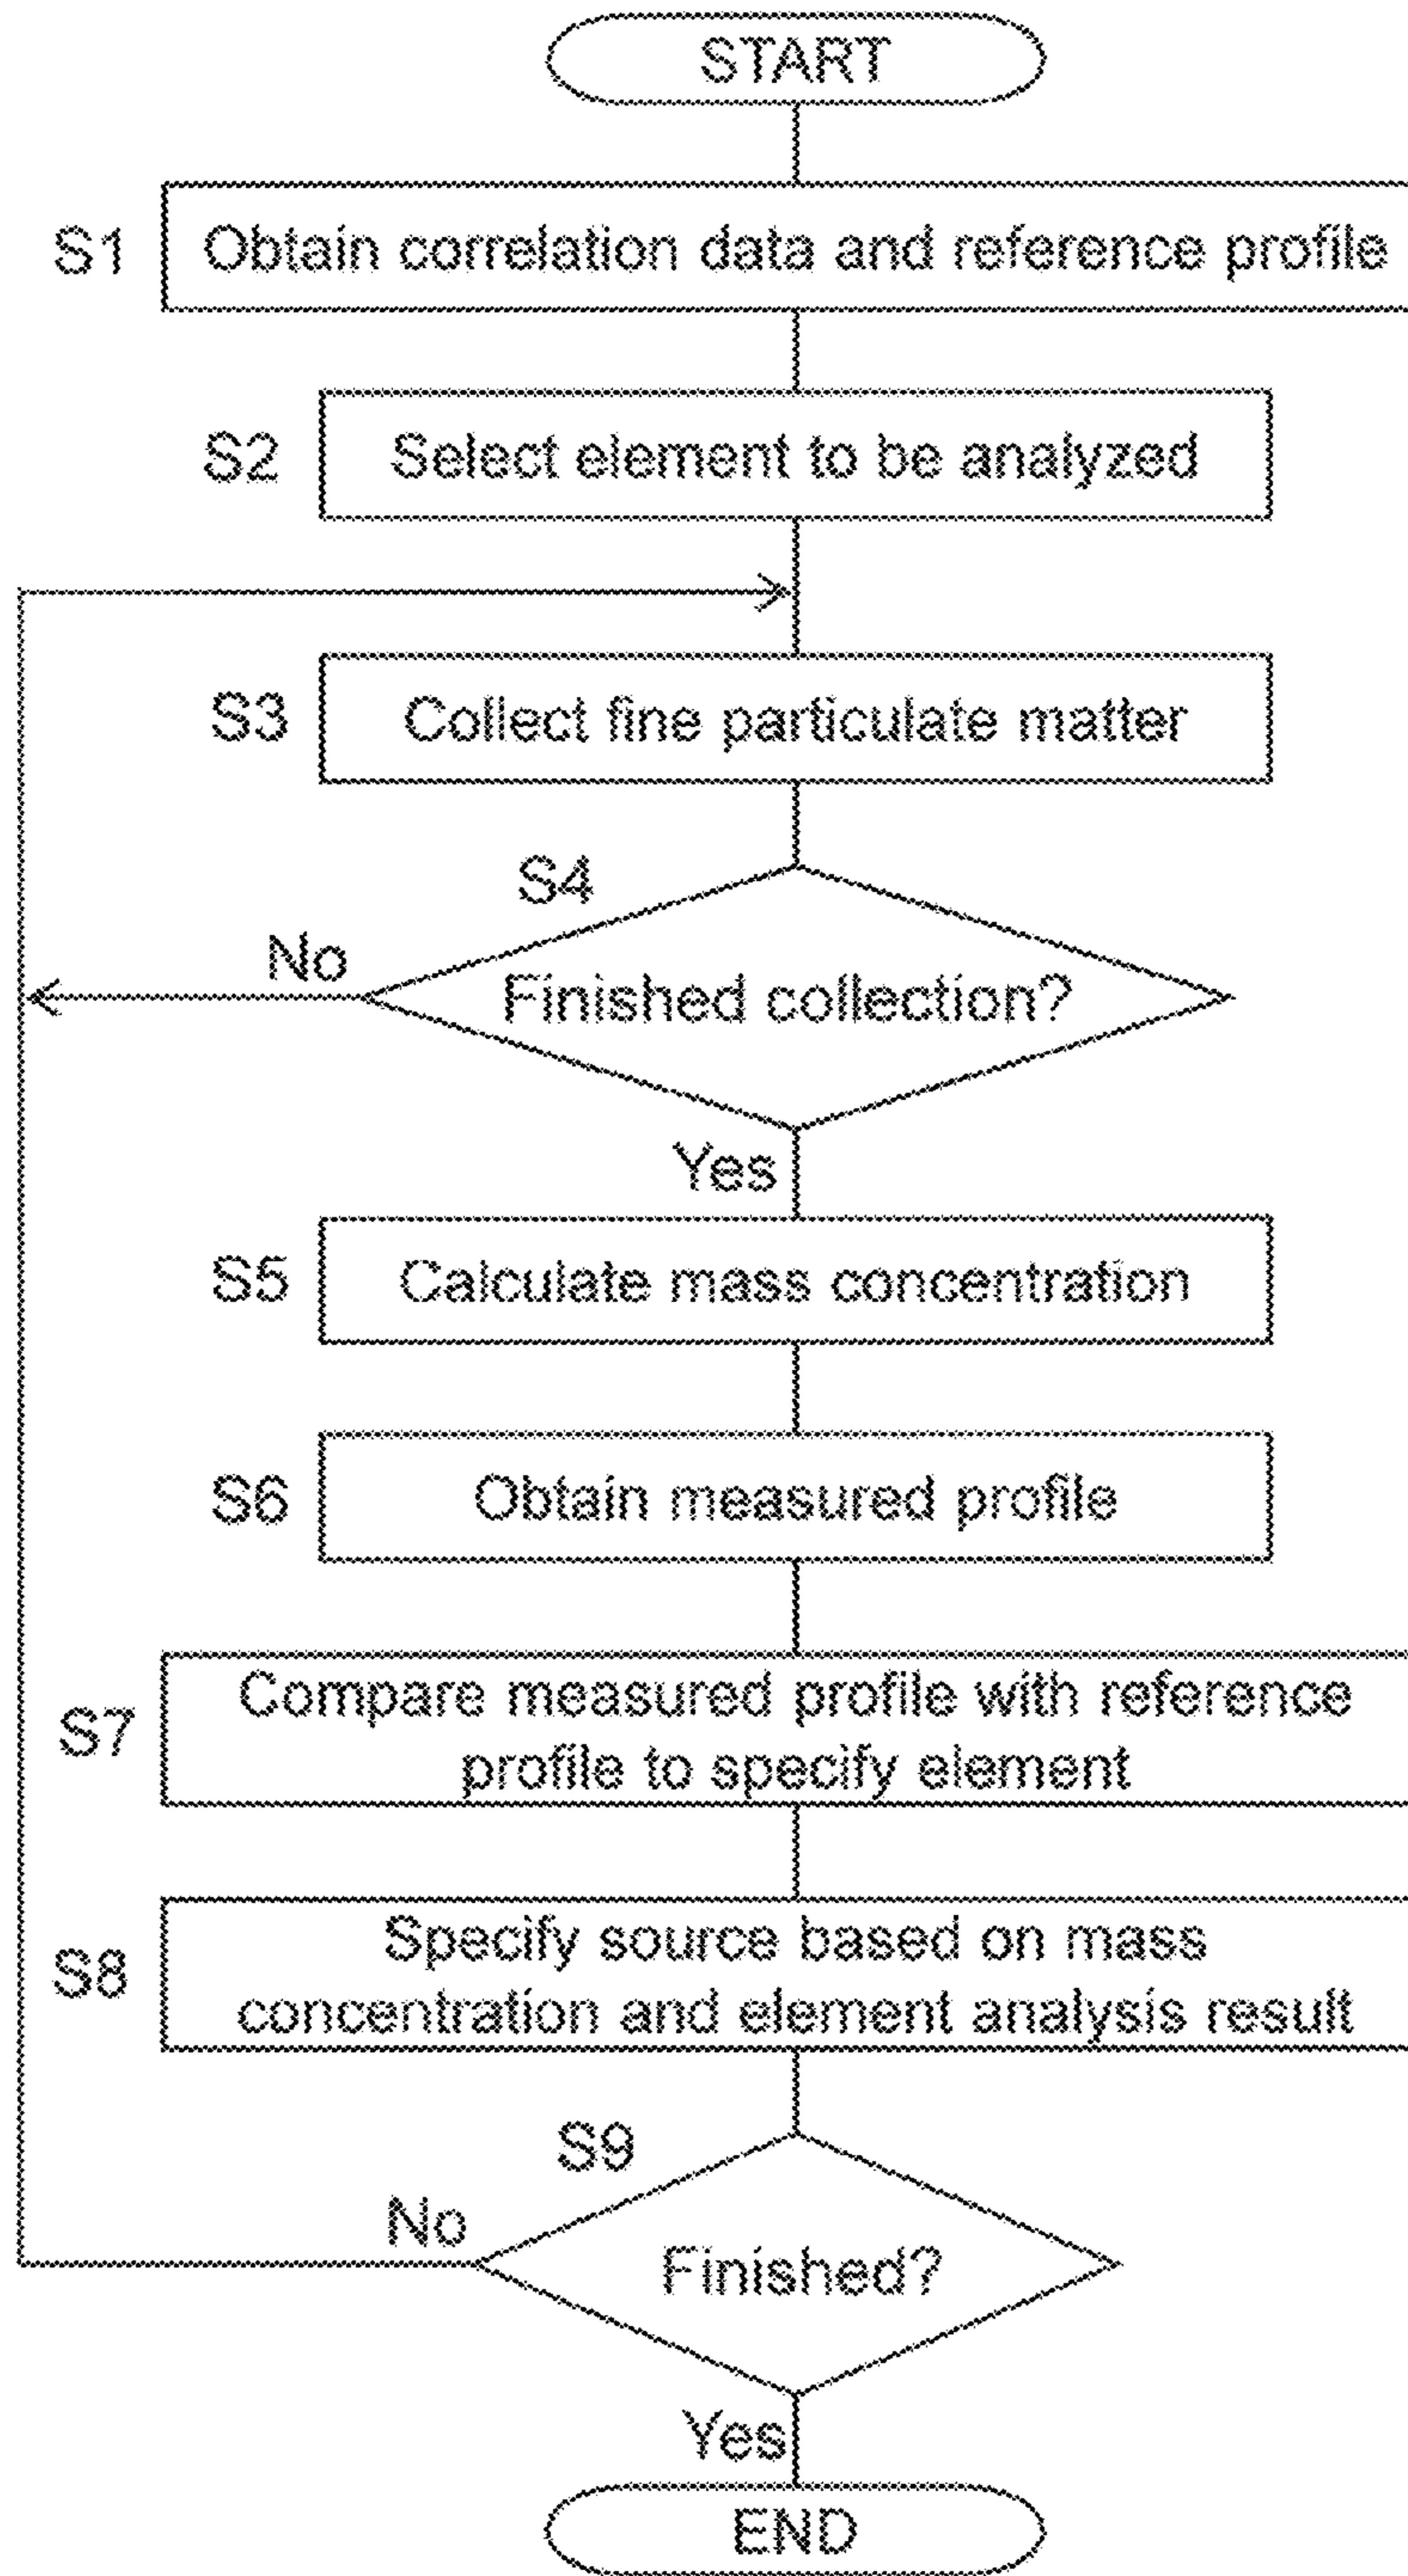 START
S1
Obtain correlation data and reference profile
S2
Select element to be analyzed
S3
Collect fine particulate matter
S4
No
Finished collection?
Yes
S5
Calculate mass concentration
S6
Obtain measured profile
S7
Compare measured profile with reference
profile to specify element
S8
Specify source based on mass
concentration and element analysis result
S9
No
Finished?
Yes
END